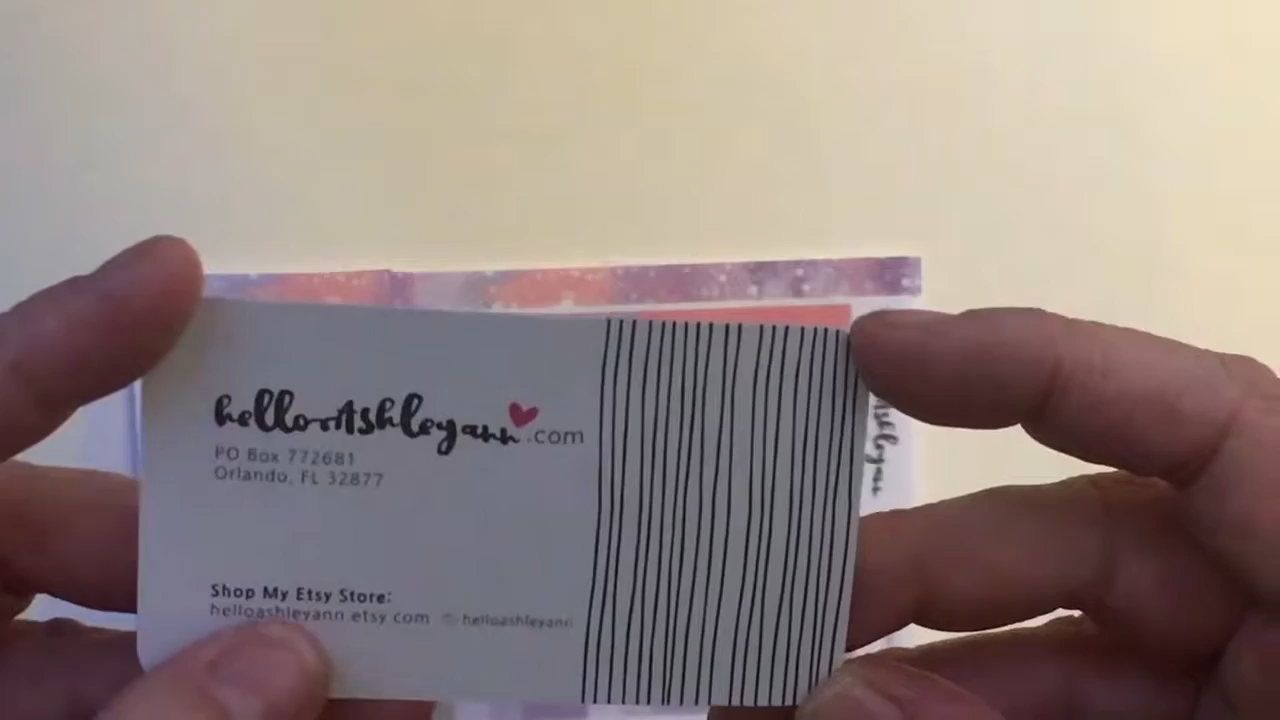 helloAshleyann.com
PO Box 772681
Orlando, FL 32877
Shop My Etsy Store:
helloashleyann.etsy.com helloashleyann